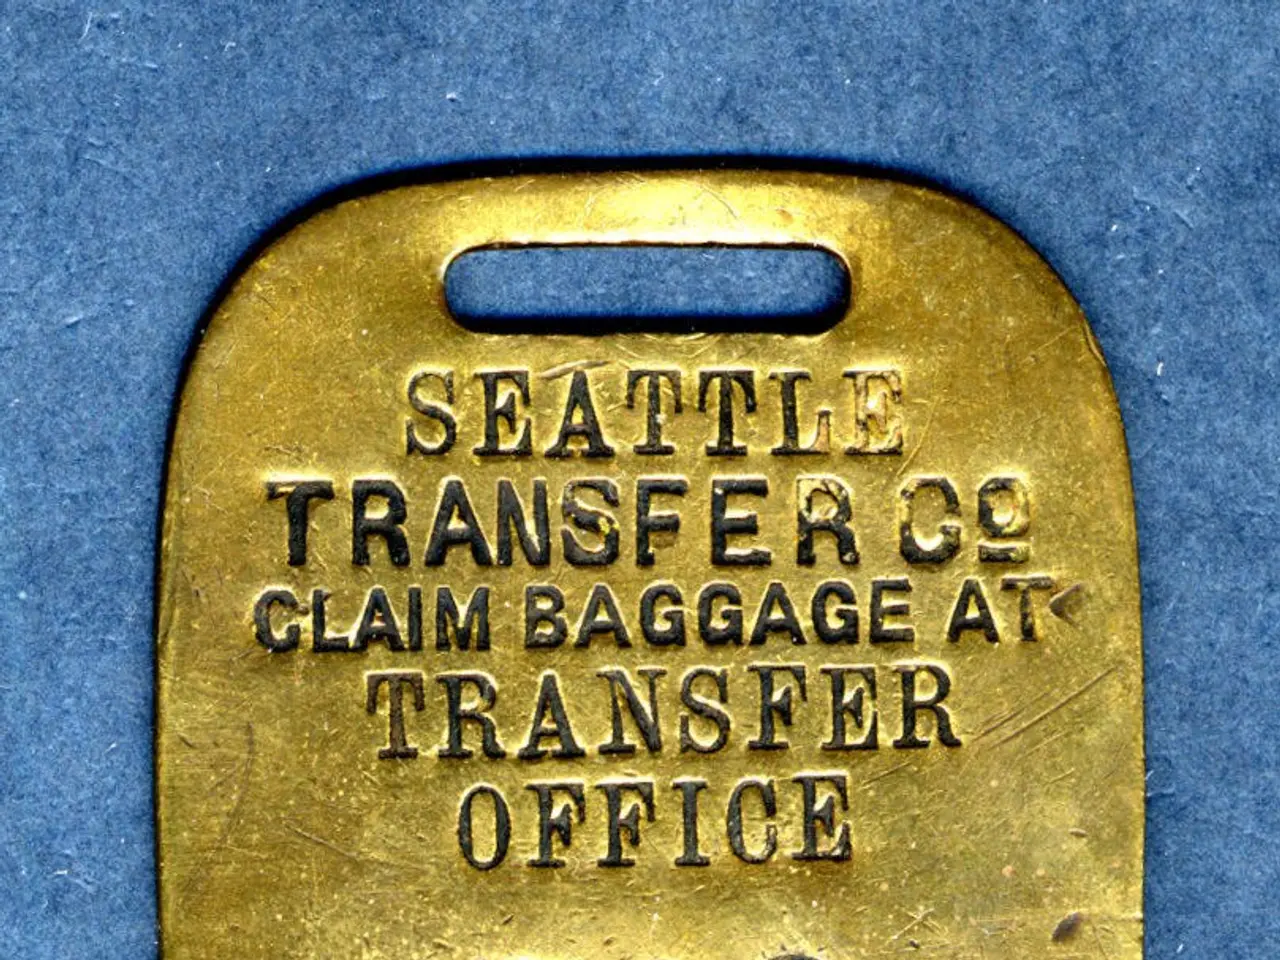 SEATTLE
TRANSFER Cº
CLAIM BAGGAGE AT
TRANSFER
OFFICE